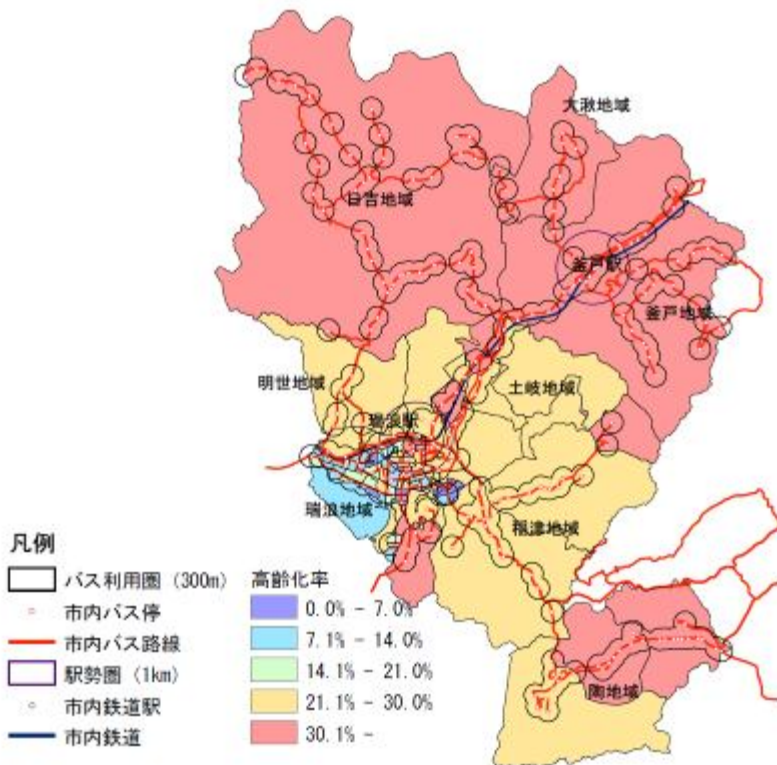 大湫地域
日吉地域
釜戸駅
釜戸地域
明世地域
土岐地域
瑞浪駅
瑞浪地域
稲津地域
陶地域
凡例
バス利用圏 (300m)
市内バス停
市内バス路線
駅勢圏 (1km)
市内鉄道駅
市内鉄道
高齢化率
0.0% - 7.0%
7.1% - 14.0%
14.1% - 21.0%
21.1% - 30.0%
30.1% -